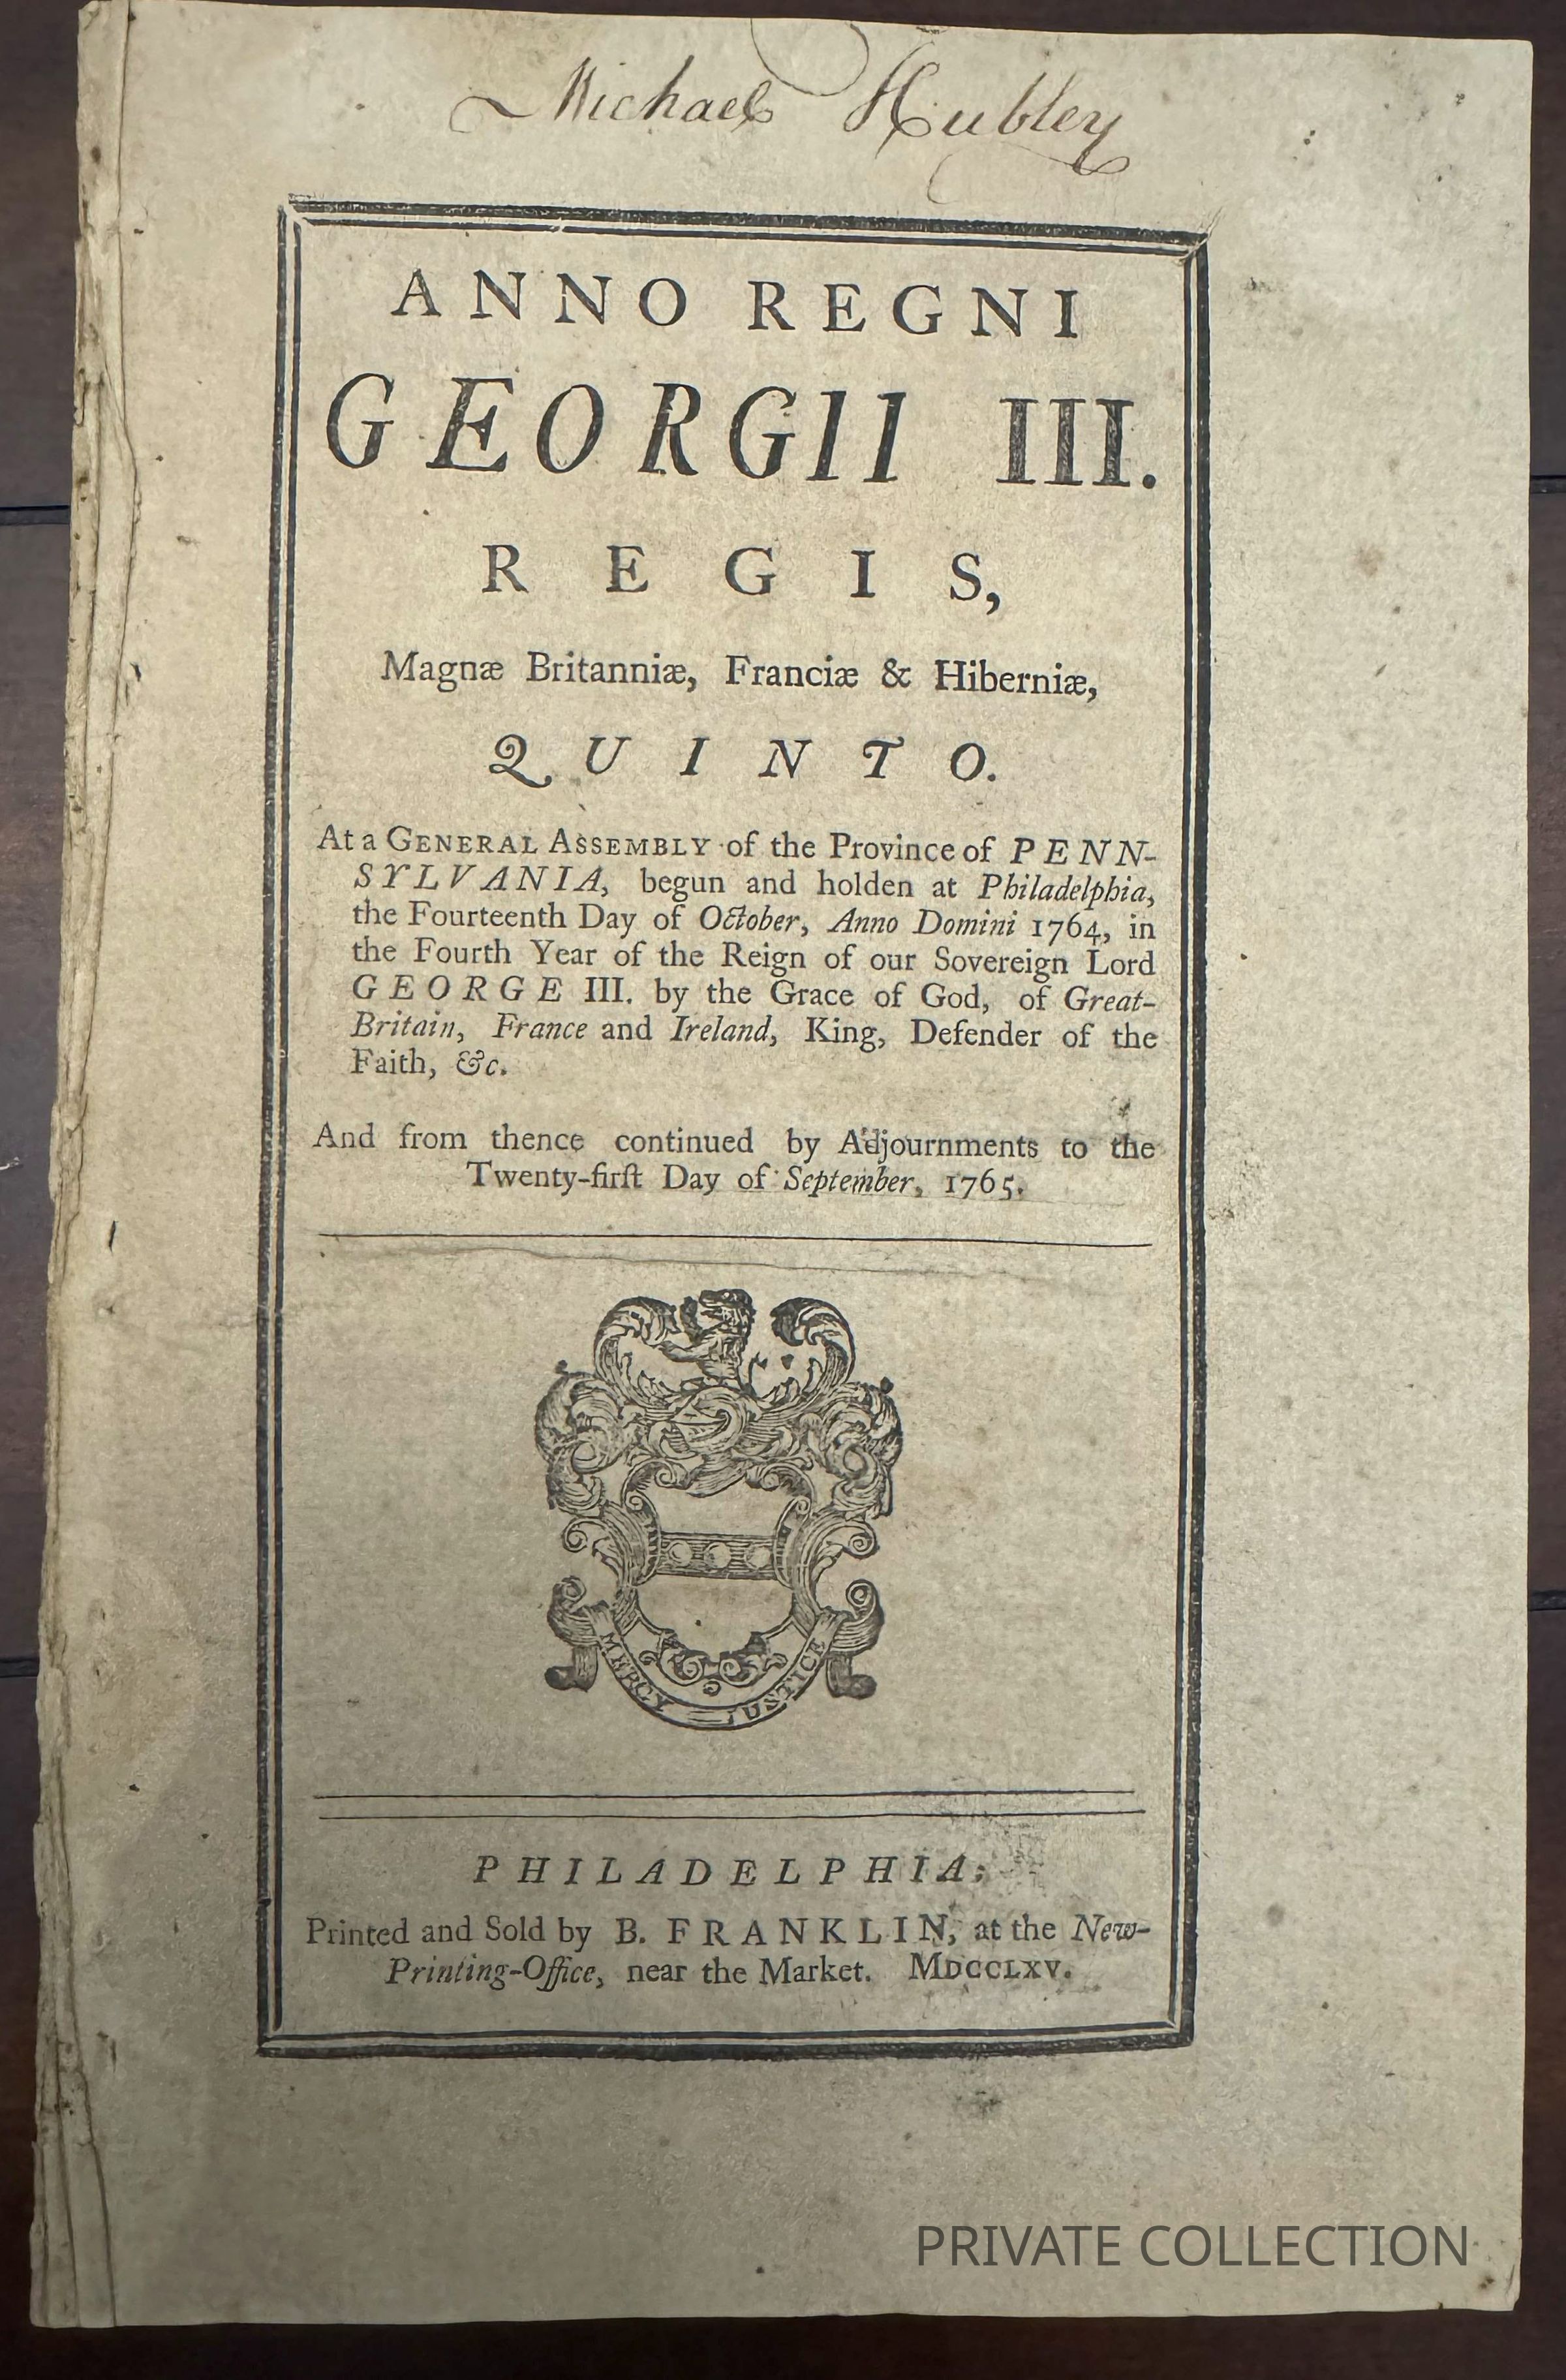 Michael Hubley
ANNO REGNI
GEORGII III.
REGIS,
Magnæ Britanniæ, Franciæ & Hiberniæ,
QUINTO.
At a GENERAL ASSEMBLY of the Province of PENN-
SYLVANIA, begun and holden at Philadelphia,
the Fourteenth Day of October, Anno Domini 1764, in
the Fourth Year of the Reign of our Sovereign Lord
GEORGE III. by the Grace of God, of Great-
Britain, France and Ireland, King, Defender of the
Faith, &c.
And from thence continued by Adjournments to the
Twenty-firſt Day of September, 1765.
MERCY — JUSTICE
PHILADELPHIA:
Printed and Sold by B. FRANKLIN, at the New-
Printing-Office, near the Market. MDCCLXV.
PRIVATE COLLECTION